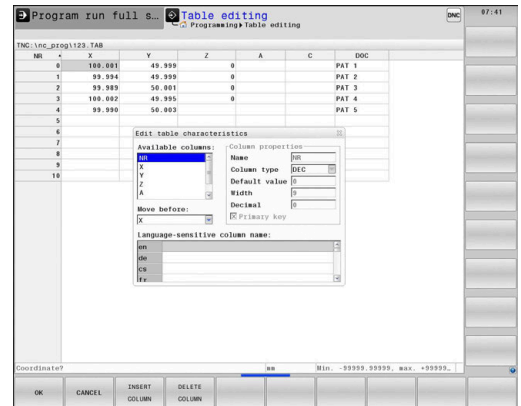 Program run full s... Table editing DNC 07:41
Programming▸Table editing
TNC:\nc_prog\123.TAB
NR X Y Z A C DOC
0 100.001 49.999 0 PAT 1
1 99.994 49.999 0 PAT 2
2 99.989 50.001 0 PAT 3
3 100.002 49.995 0 PAT 4
4 99.990 50.003 PAT 5
5
6
7
8
9
10
Edit table characteristics
Available columns: Column properties
NR Name NR
X Column type DEC
Y Default value 0
Z Width 9
A Decimal 0
Move before: Primary key
X
Language-sensitive column name:
en
de
cs
fr
Coordinate? mm Min. -99999.99999, max. +99999…
OK CANCEL INSERT COLUMN DELETE COLUMN